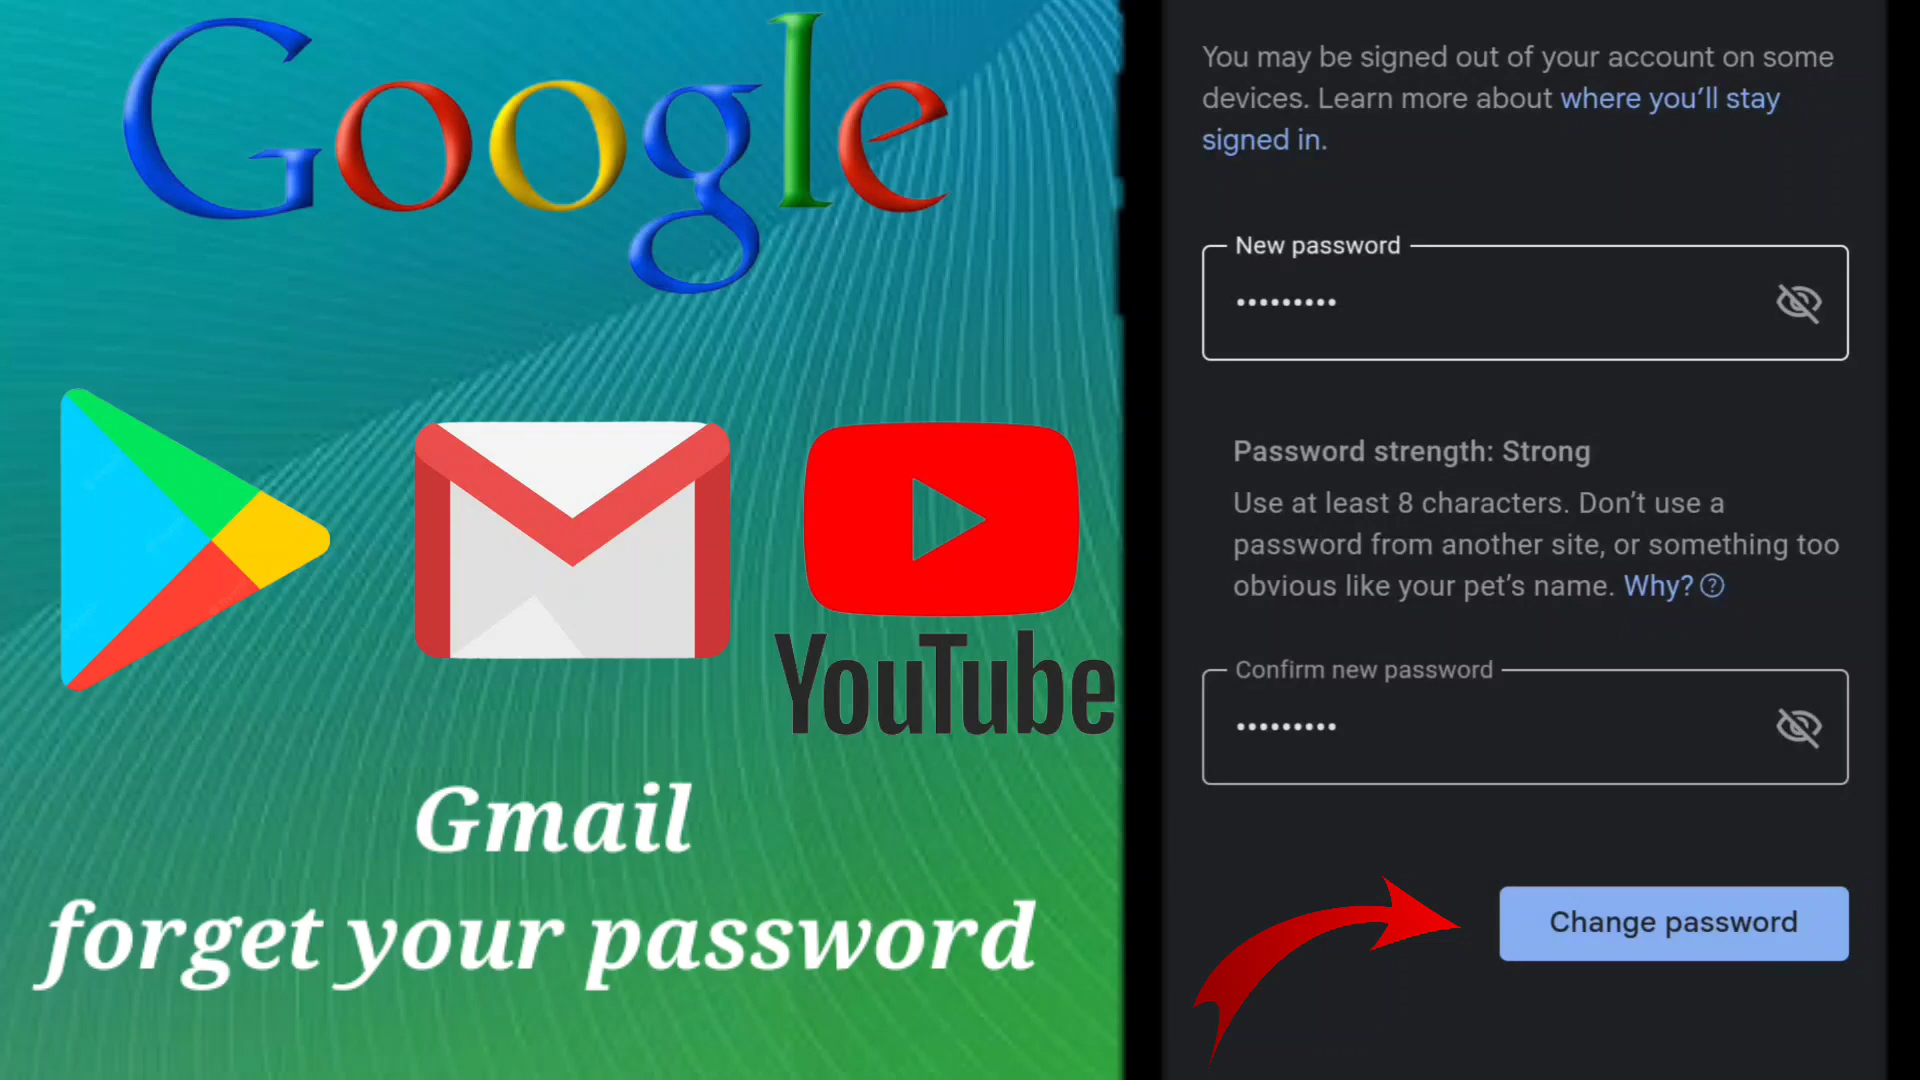 Google
YouTube
Gmail
forget your password
You may be signed out of your account on some
devices. Learn more about where you’ll stay
signed in.
New password
•••••••••
Password strength: Strong
Use at least 8 characters. Don’t use a
password from another site, or something too
obvious like your pet’s name. Why?
Confirm new password
•••••••••
Change password